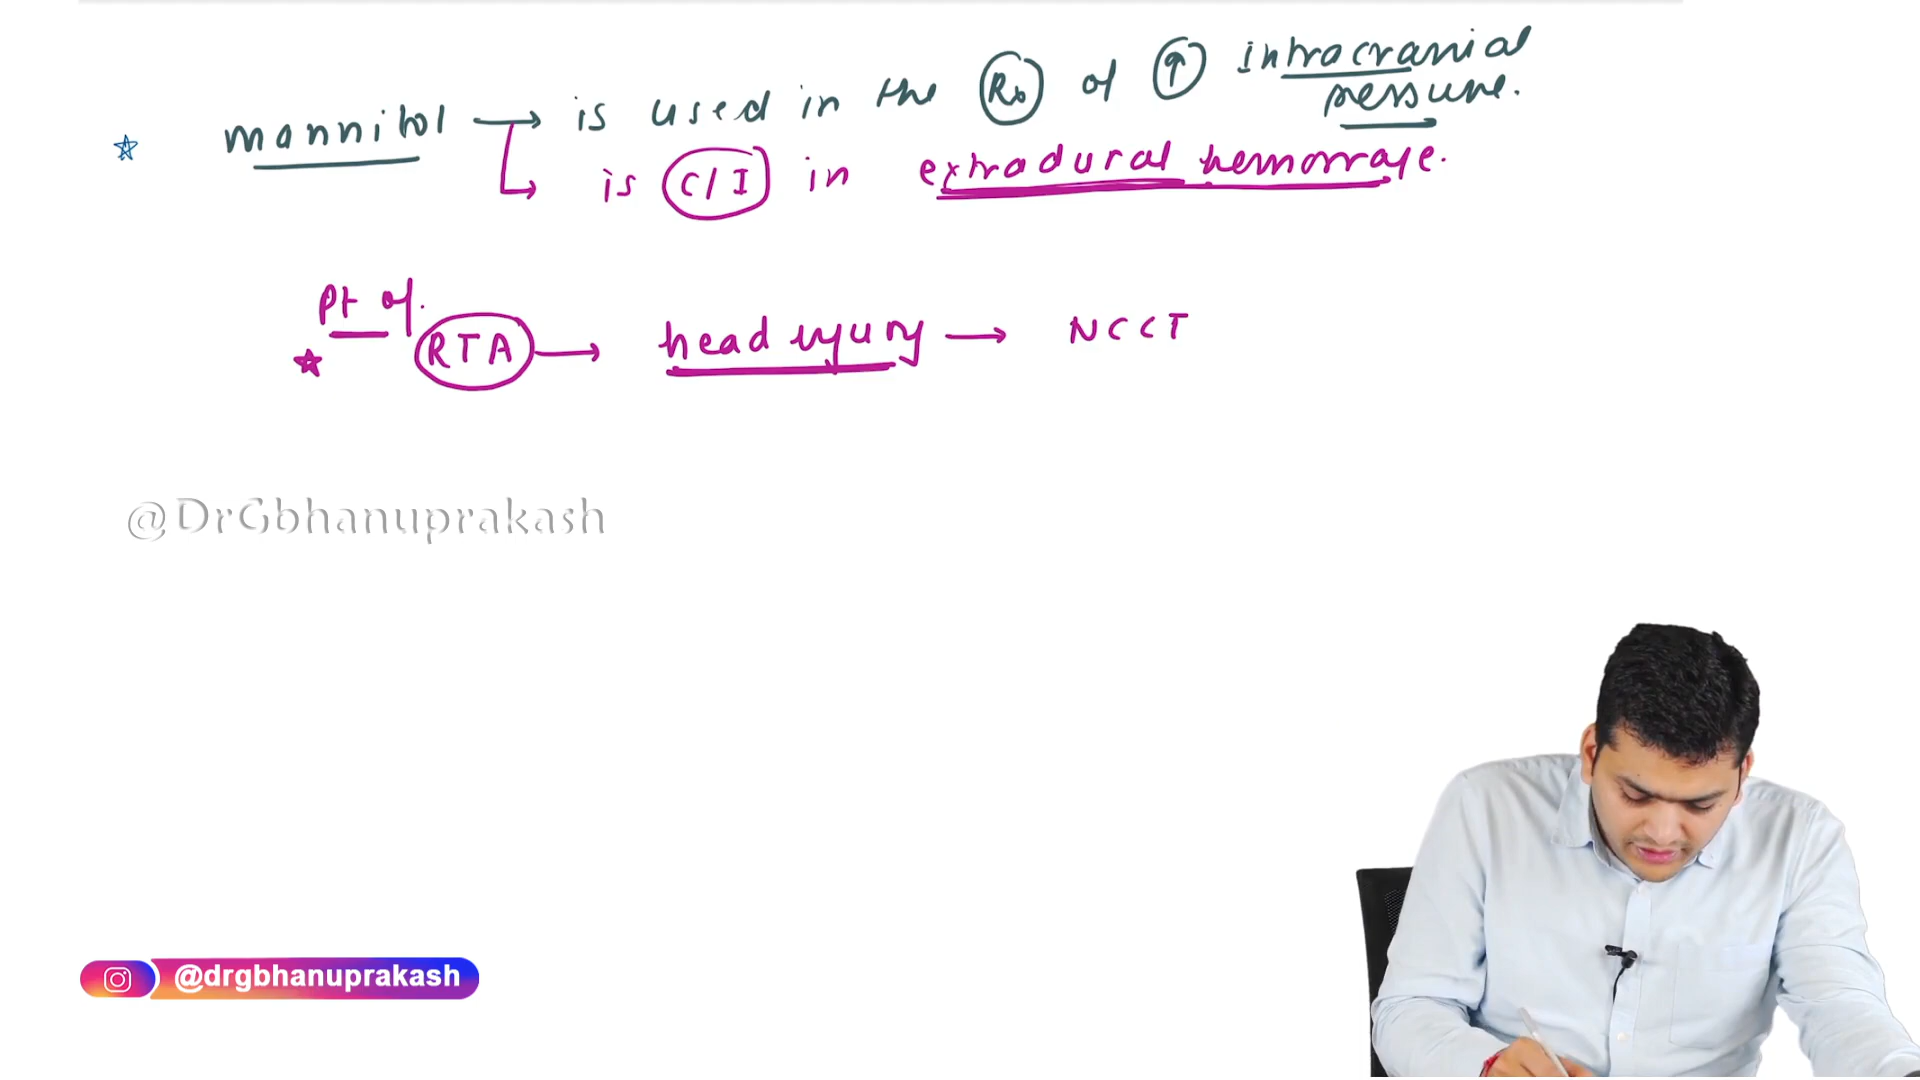 mannitol → is used in the Rx of ↑ intracranial
pressure.
↳ is C/I in extradural hemorrage.
Pt of.
RTA → head injury → NCCT
@DrGbhanuprakash
@drgbhanuprakash